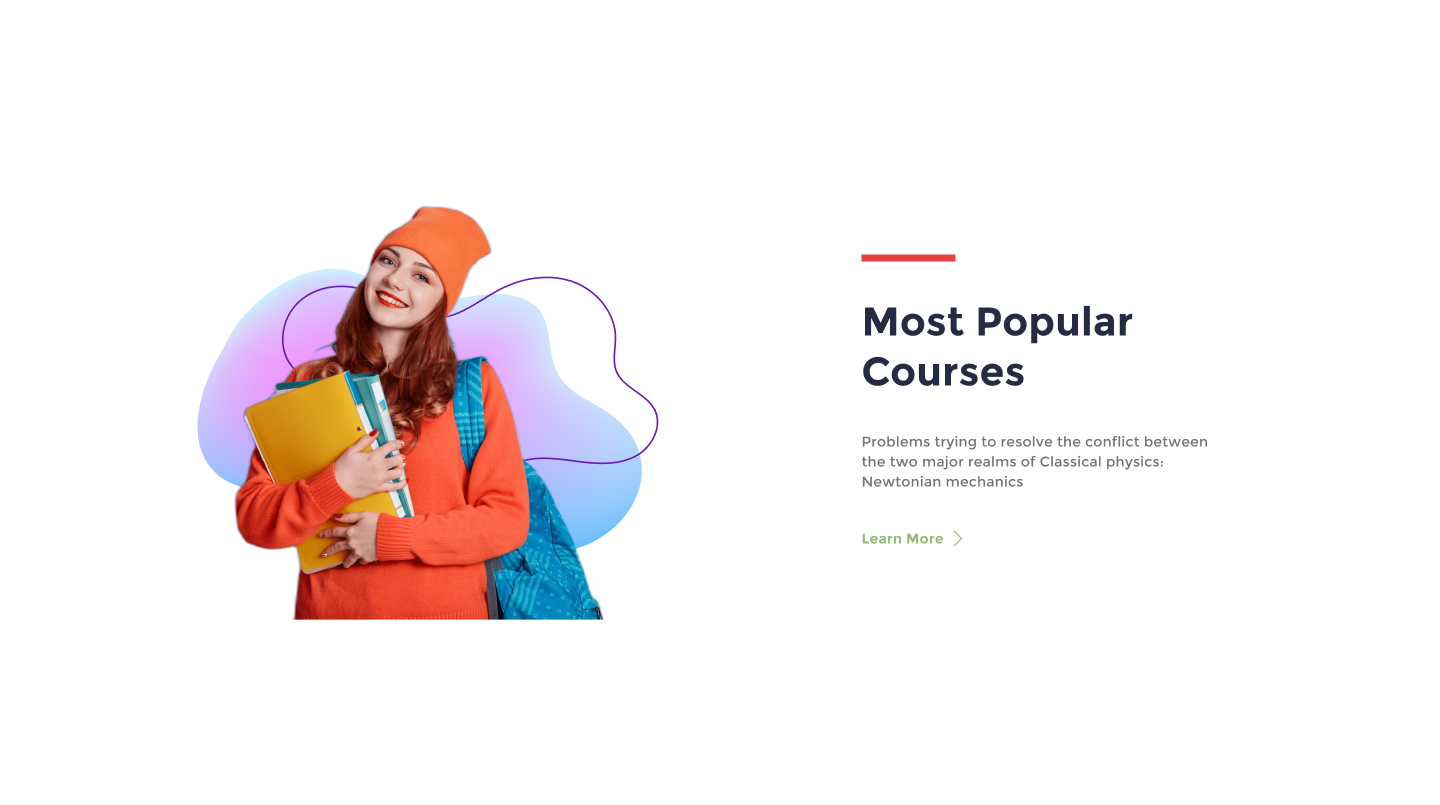 Most Popular
Courses
Problems trying to resolve the conflict between
the two major realms of Classical physics:
Newtonian mechanics
Learn More